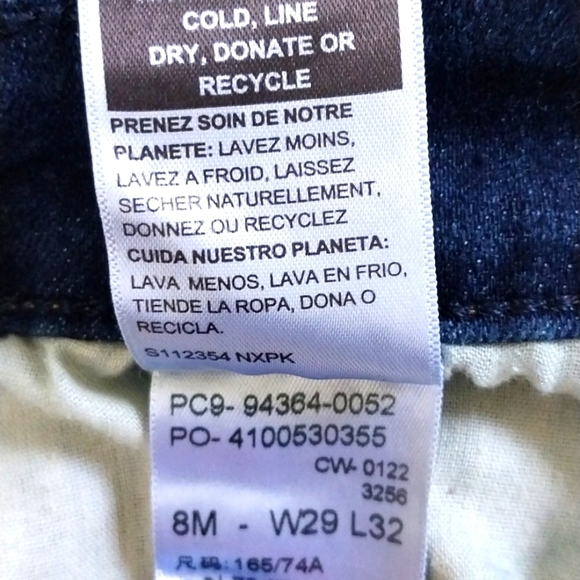 COLD, LINE
DRY, DONATE OR
RECYCLE
PRENEZ SOIN DE NOTRE
PLANETE: LAVEZ MOINS,
LAVEZ A FROID, LAISSEZ
SECHER NATURELLEMENT,
DONNEZ OU RECYCLEZ
CUIDA NUESTRO PLANETA:
LAVA MENOS, LAVA EN FRIO,
TIENDE LA ROPA, DONA O
RECICLA.
S112354 NXPK
PC9- 94364-0052
PO- 4100530355
CW- 0122
3256
8M - W29 L32
尺码:165/74A